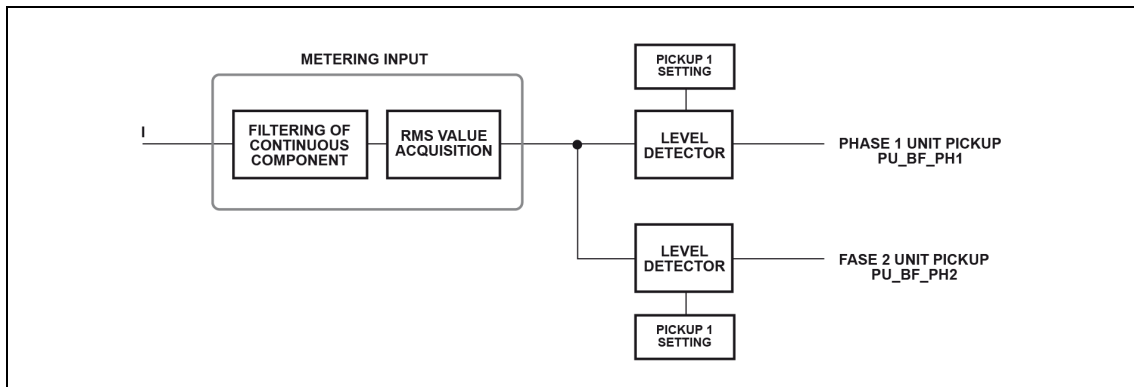 METERING INPUT
PICKUP 1
SETTING
I
FILTERING OF
CONTINUOUS
COMPONENT
RMS VALUE
ACQUISITION
LEVEL
DETECTOR
PHASE 1 UNIT PICKUP
PU_BF_PH1
LEVEL
DETECTOR
FASE 2 UNIT PICKUP
PU_BF_PH2
PICKUP 1
SETTING